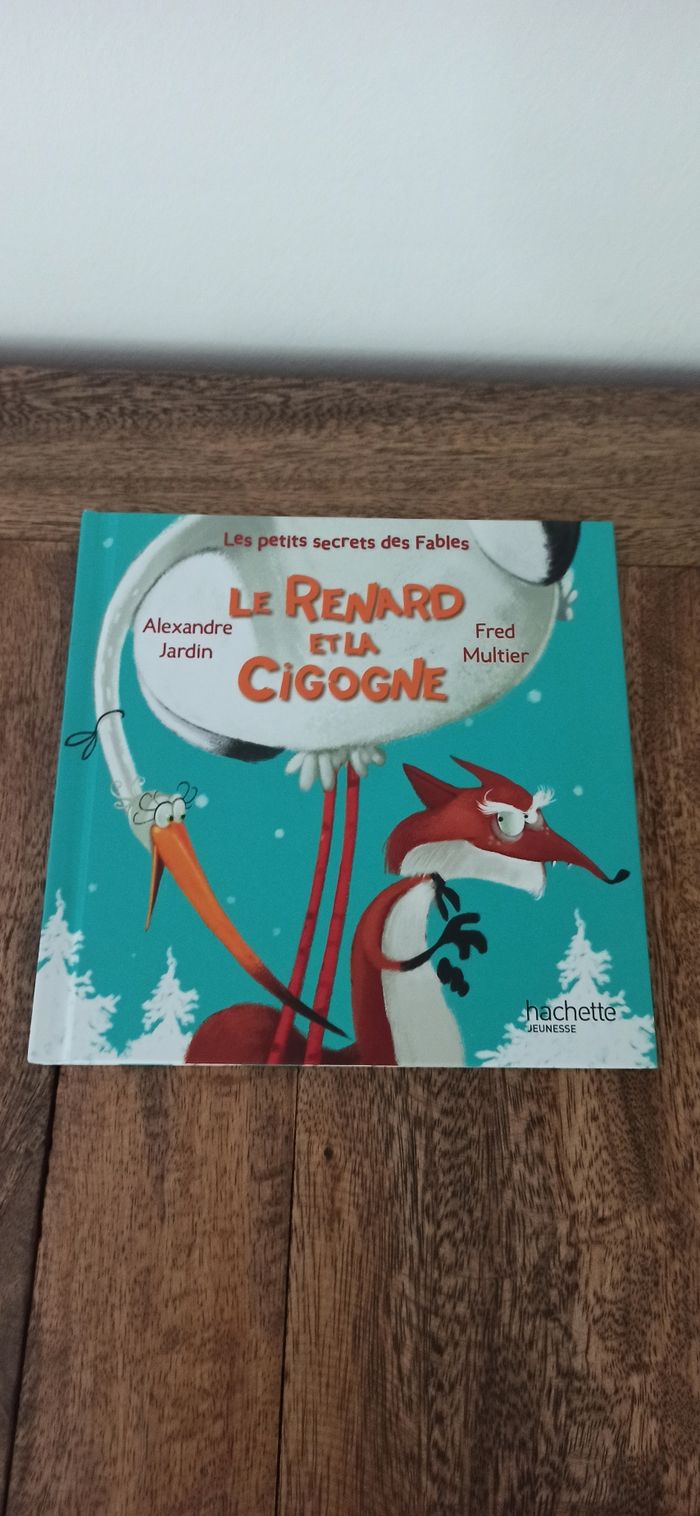 Les petits secrets des Fables
LE RENARD
ET LA
CIGOGNE
Alexandre
Jardin
Fred
Multier
hachette
JEUNESSE